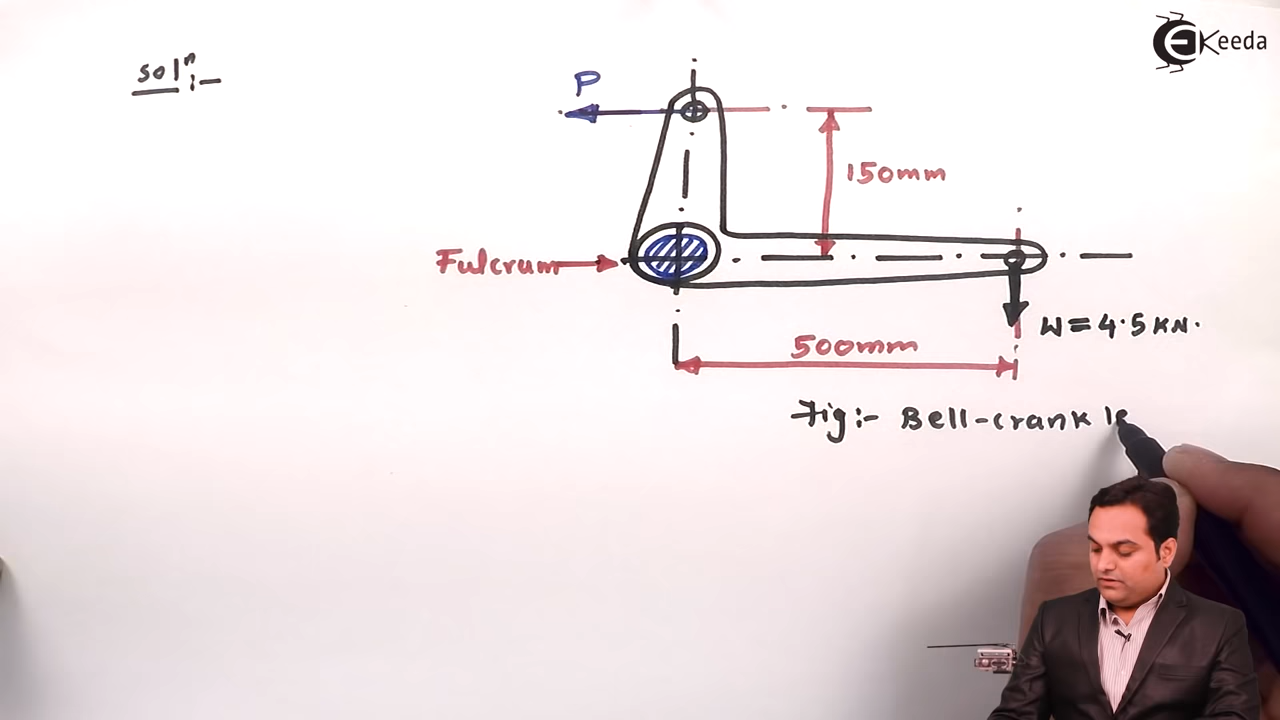 solⁿ:-
EKeeda
P
150mm
Fulcrum
W = 4.5 KN.
500mm
Fig:- Bell-crank le